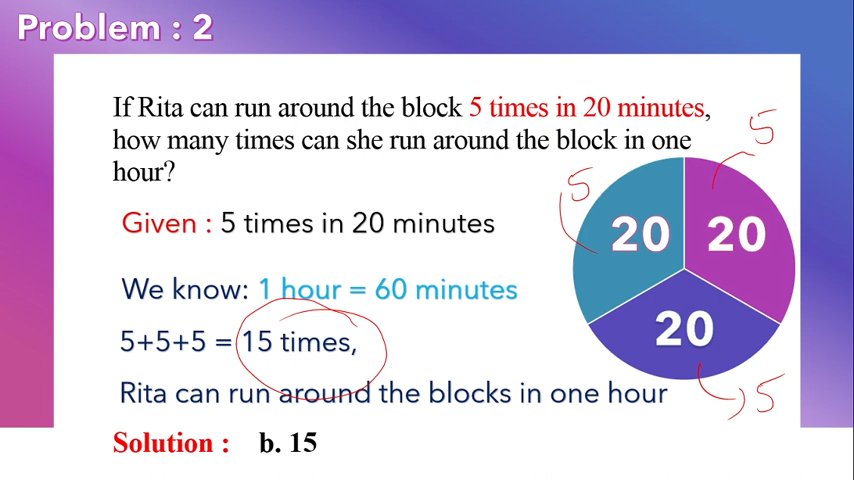 Problem : 2
If Rita can run around the block 5 times in 20 minutes,
how many times can she run around the block in one
hour?
Given : 5 times in 20 minutes
We know: 1 hour = 60 minutes
5+5+5 = 15 times,
Rita can run around the blocks in one hour
Solution : b. 15
5
5
20
20
20
5